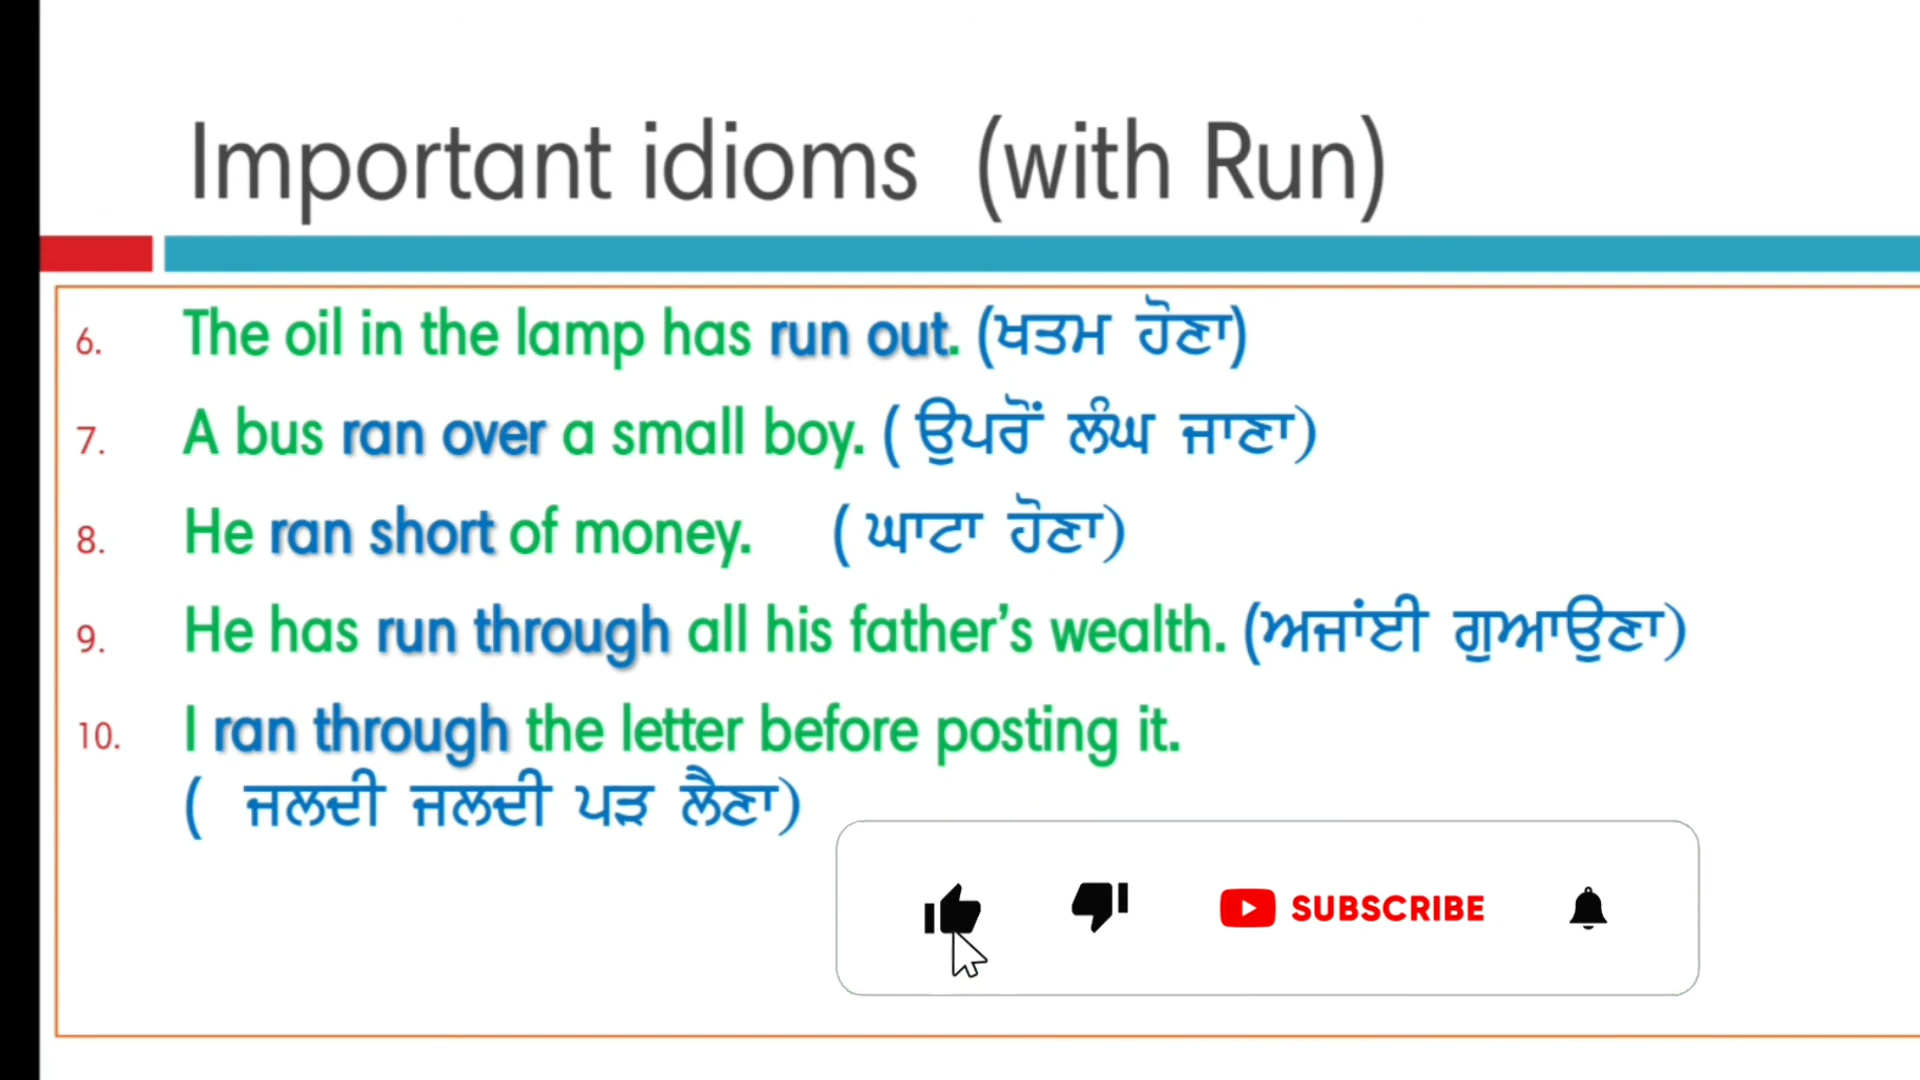 Important idioms (with Run)
6. The oil in the lamp has run out. (ਖਤਮ ਹੋਣਾ)
7. A bus ran over a small boy. ( ਉਪਰੋਂ ਲੰਘ ਜਾਣਾ)
8. He ran short of money. ( ਘਾਟਾ ਹੋਣਾ)
9. He has run through all his father’s wealth. (ਅਜਾਂਈ ਗੁਆਉਣਾ)
10. I ran through the letter before posting it.
( ਜਲਦੀ ਜਲਦੀ ਪੜ ਲੈਣਾ)
SUBSCRIBE